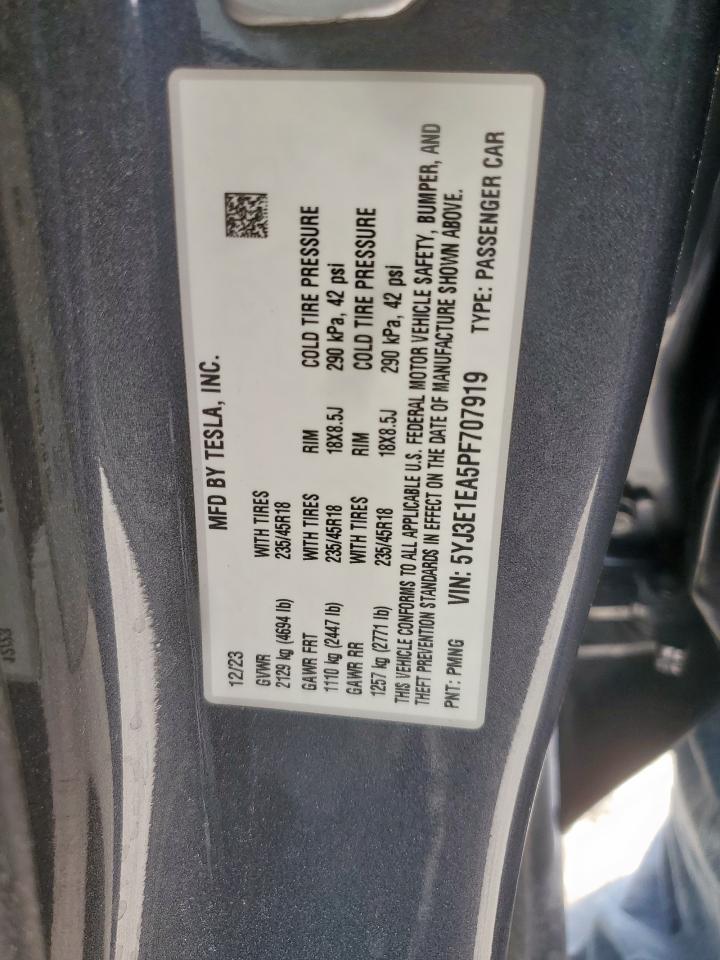 MFD BY TESLA, INC.
12/23
GVWR WITH TIRES
2129 kg (4694 lb) 235/45R18
GAWR FRT WITH TIRES RIM COLD TIRE PRESSURE
1110 kg (2447 lb) 235/45R18 18X8.5J 290 kPa, 42 psi
GAWR RR WITH TIRES RIM COLD TIRE PRESSURE
1257 kg (2771 lb) 235/45R18 18X8.5J 290 kPa, 42 psi
THIS VEHICLE CONFORMS TO ALL APPLICABLE U.S. FEDERAL MOTOR VEHICLE SAFETY, BUMPER, AND
THEFT PREVENTION STANDARDS IN EFFECT ON THE DATE OF MANUFACTURE SHOWN ABOVE.
PNT: PMNG VIN: 5YJ3E1EA5PF707919 TYPE: PASSENGER CAR